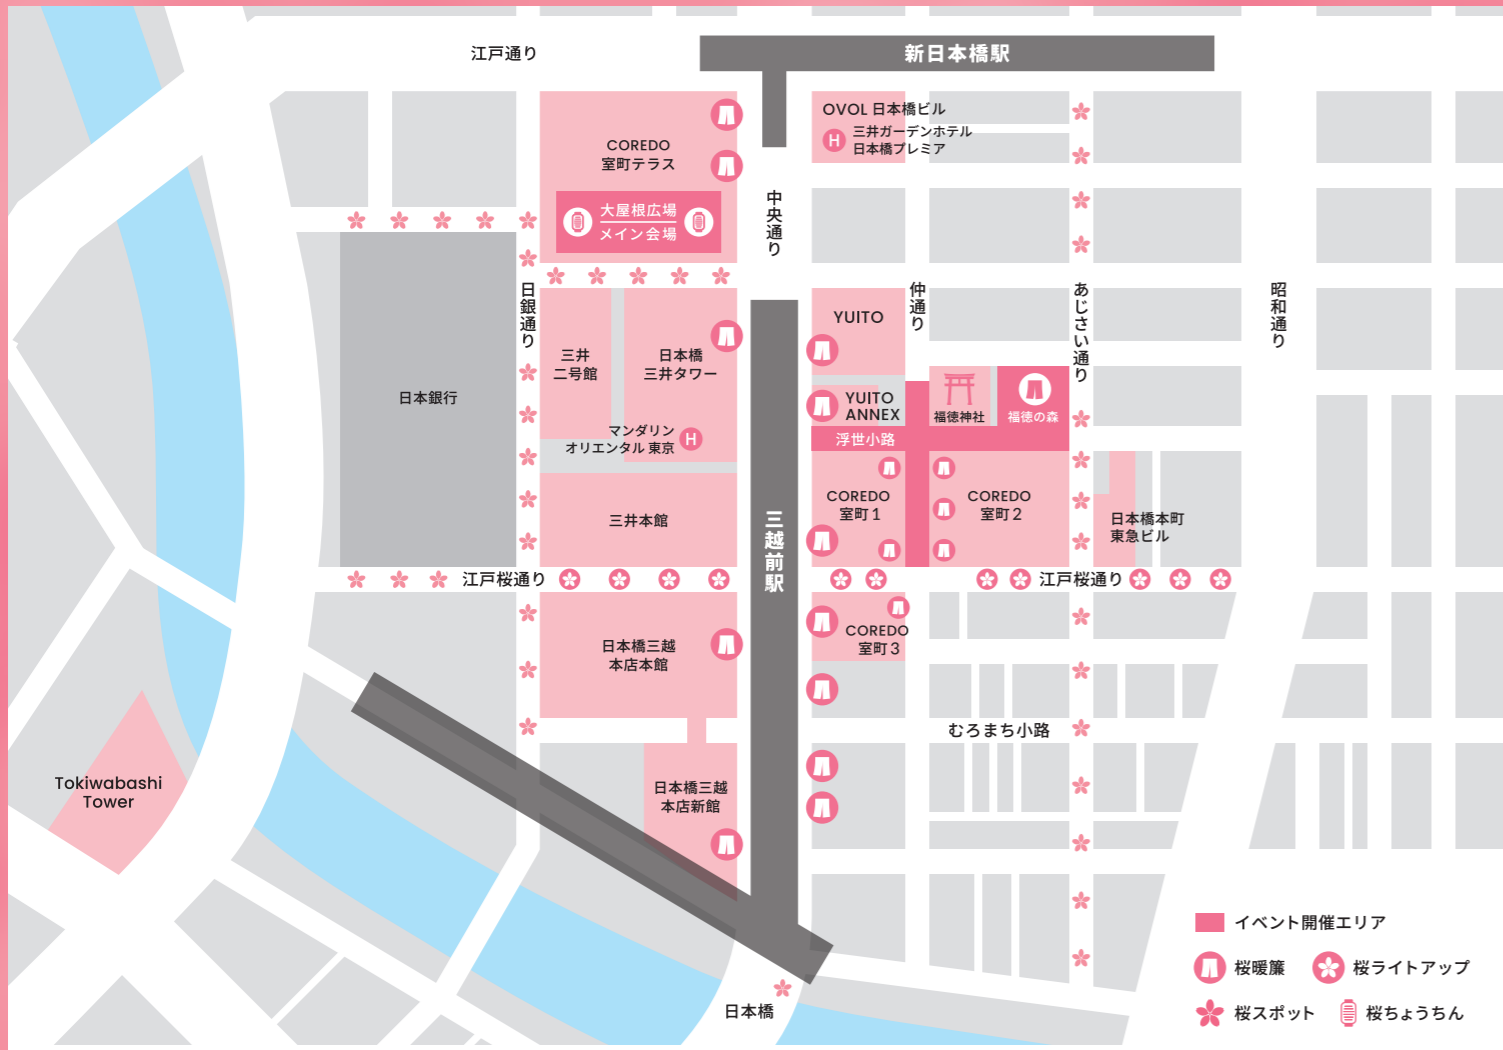 江戸通り
新日本橋駅
COREDO
室町テラス
大屋根広場
メイン会場
OVOL 日本橋ビル
H
三井ガーデンホテル
日本橋プレミア
中央通り
日銀通り
仲通り
あじさい通り
昭和通り
YUITO
三井
二号館
日本橋
三井タワー
日本銀行
YUITO
ANNEX
福徳神社
福徳の森
マンダリン
オリエンタル 東京
H
浮世小路
COREDO
室町1
COREDO
室町2
三井本館
三越前駅
日本橋本町
東急ビル
江戸桜通り
江戸桜通り
日本橋三越
本店本館
COREDO
室町3
むろまち小路
Tokiwabashi
Tower
日本橋三越
本店新館
日本橋
イベント開催エリア
桜暖簾
桜ライトアップ
桜スポット
桜ちょうちん